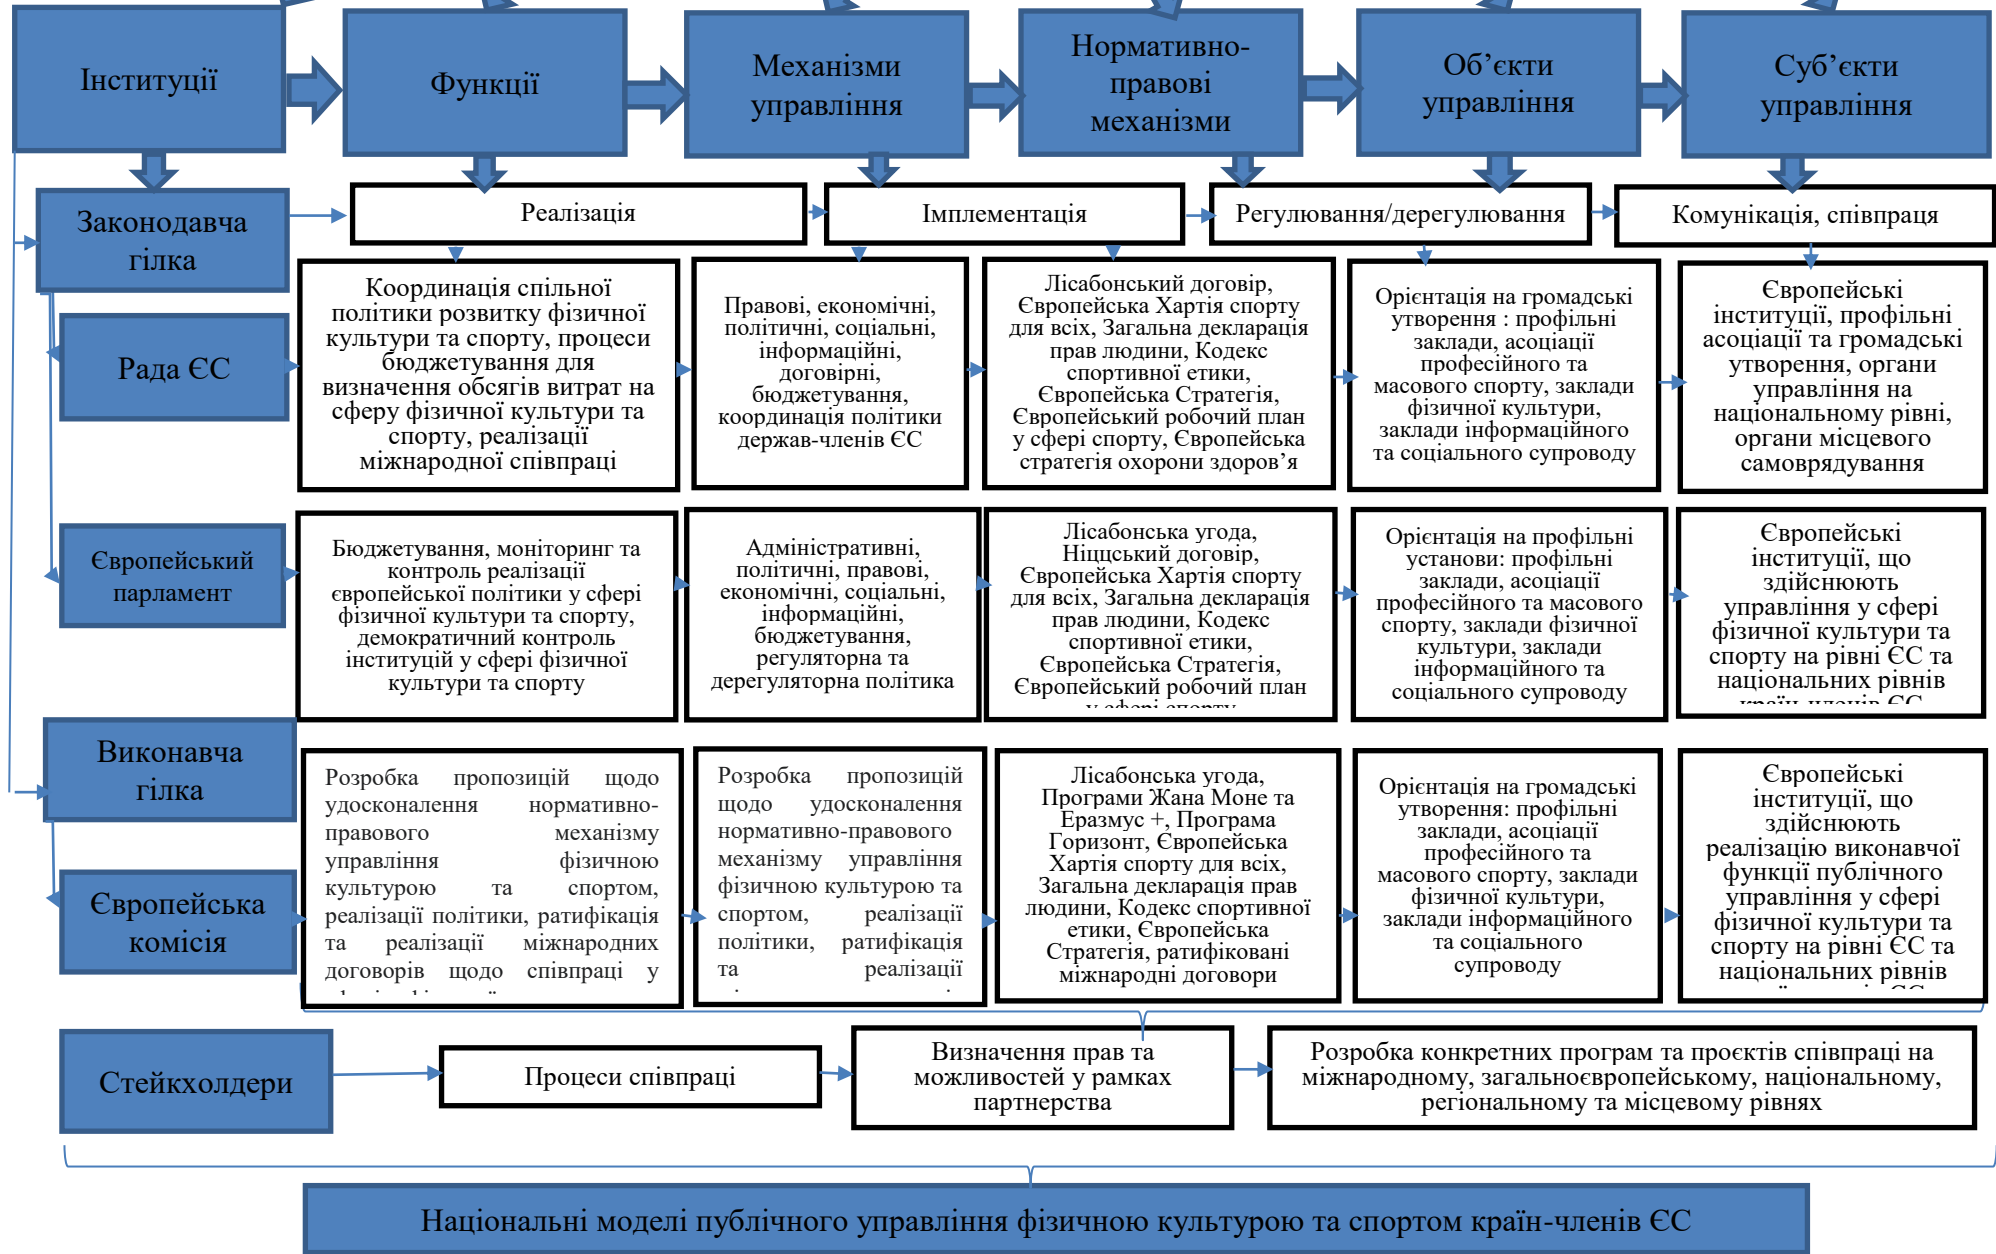 Інституції
Функції
Механізми
управління
Нормативно-
правові
механізми
Об’єкти
управління
Суб’єкти
управління
Законодавча
гілка
Реалізація
Імплементація
Регулювання/дерегулювання
Комунікація, співпраця
Рада ЄС
Координація спільної
політики розвитку фізичної
культури та спорту, процеси
бюджетування для
визначення обсягів витрат на
сферу фізичної культури та
спорту, реалізації
міжнародної співпраці
Правові, економічні,
політичні, соціальні,
інформаційні,
договірні,
бюджетування,
координація політики
держав-членів ЄС
Лісабонський договір,
Європейська Хартія спорту
для всіх, Загальна декларація
прав людини, Кодекс
спортивної етики,
Європейська Стратегія,
Європейський робочий план
у сфері спорту, Європейська
стратегія охорони здоров’я
Орієнтація на громадські
утворення : профільні
заклади, асоціації
професійного та
масового спорту, заклади
фізичної культури,
заклади інформаційного
та соціального супроводу
Європейські
інституції, профільні
асоціації та громадські
утворення, органи
управління на
національному рівні,
органи місцевого
самоврядування
Європейський
парламент
Бюджетування, моніторинг та
контроль реалізації
європейської політики у сфері
фізичної культури та спорту,
демократичний контроль
інституцій у сфері фізичної
культури та спорту
Адміністративні,
політичні, правові,
економічні, соціальні,
інформаційні,
бюджетування,
регуляторна та
дерегуляторна політика
Лісабонська угода,
Ніццський договір,
Європейська Хартія спорту
для всіх, Загальна декларація
прав людини, Кодекс
спортивної етики,
Європейська Стратегія,
Європейський робочий план
у сфері спорту
Орієнтація на профільні
установи: профільні
заклади, асоціації
професійного та масового
спорту, заклади фізичної
культури, заклади
інформаційного та
соціального супроводу
Європейські
інституції, що
здійснюють
управління у сфері
фізичної культури та
спорту на рівні ЄС та
національних рівнів
країн-членів ЄС
Виконавча
гілка
Європейська
комісія
Розробка пропозицій щодо
удосконалення нормативно-
правового механізму
управління фізичною
культурою та спортом,
реалізації політики, ратифікація
та реалізації міжнародних
договорів щодо співпраці у
Розробка пропозицій
щодо удосконалення
нормативно-правового
механізму управління
фізичною культурою та
спортом, реалізації
політики, ратифікація
та реалізації
Лісабонська угода,
Програми Жана Моне та
Еразмус +, Програма
Горизонт, Європейська
Хартія спорту для всіх,
Загальна декларація прав
людини, Кодекс спортивної
етики, Європейська
Стратегія, ратифіковані
міжнародні договори
Орієнтація на громадські
утворення: профільні
заклади, асоціації
професійного та
масового спорту, заклади
фізичної культури,
заклади інформаційного
та соціального
супроводу
Європейські
інституції, що
здійснюють
реалізацію виконавчої
функції публічного
управління у сфері
фізичної культури та
спорту на рівні ЄС та
національних рівнів
Стейкхолдери
Процеси співпраці
Визначення прав та
можливостей у рамках
партнерства
Розробка конкретних програм та проєктів співпраці на
міжнародному, загальноєвропейському, національному,
регіональному та місцевому рівнях
Національні моделі публічного управління фізичною культурою та спортом країн-членів ЄС